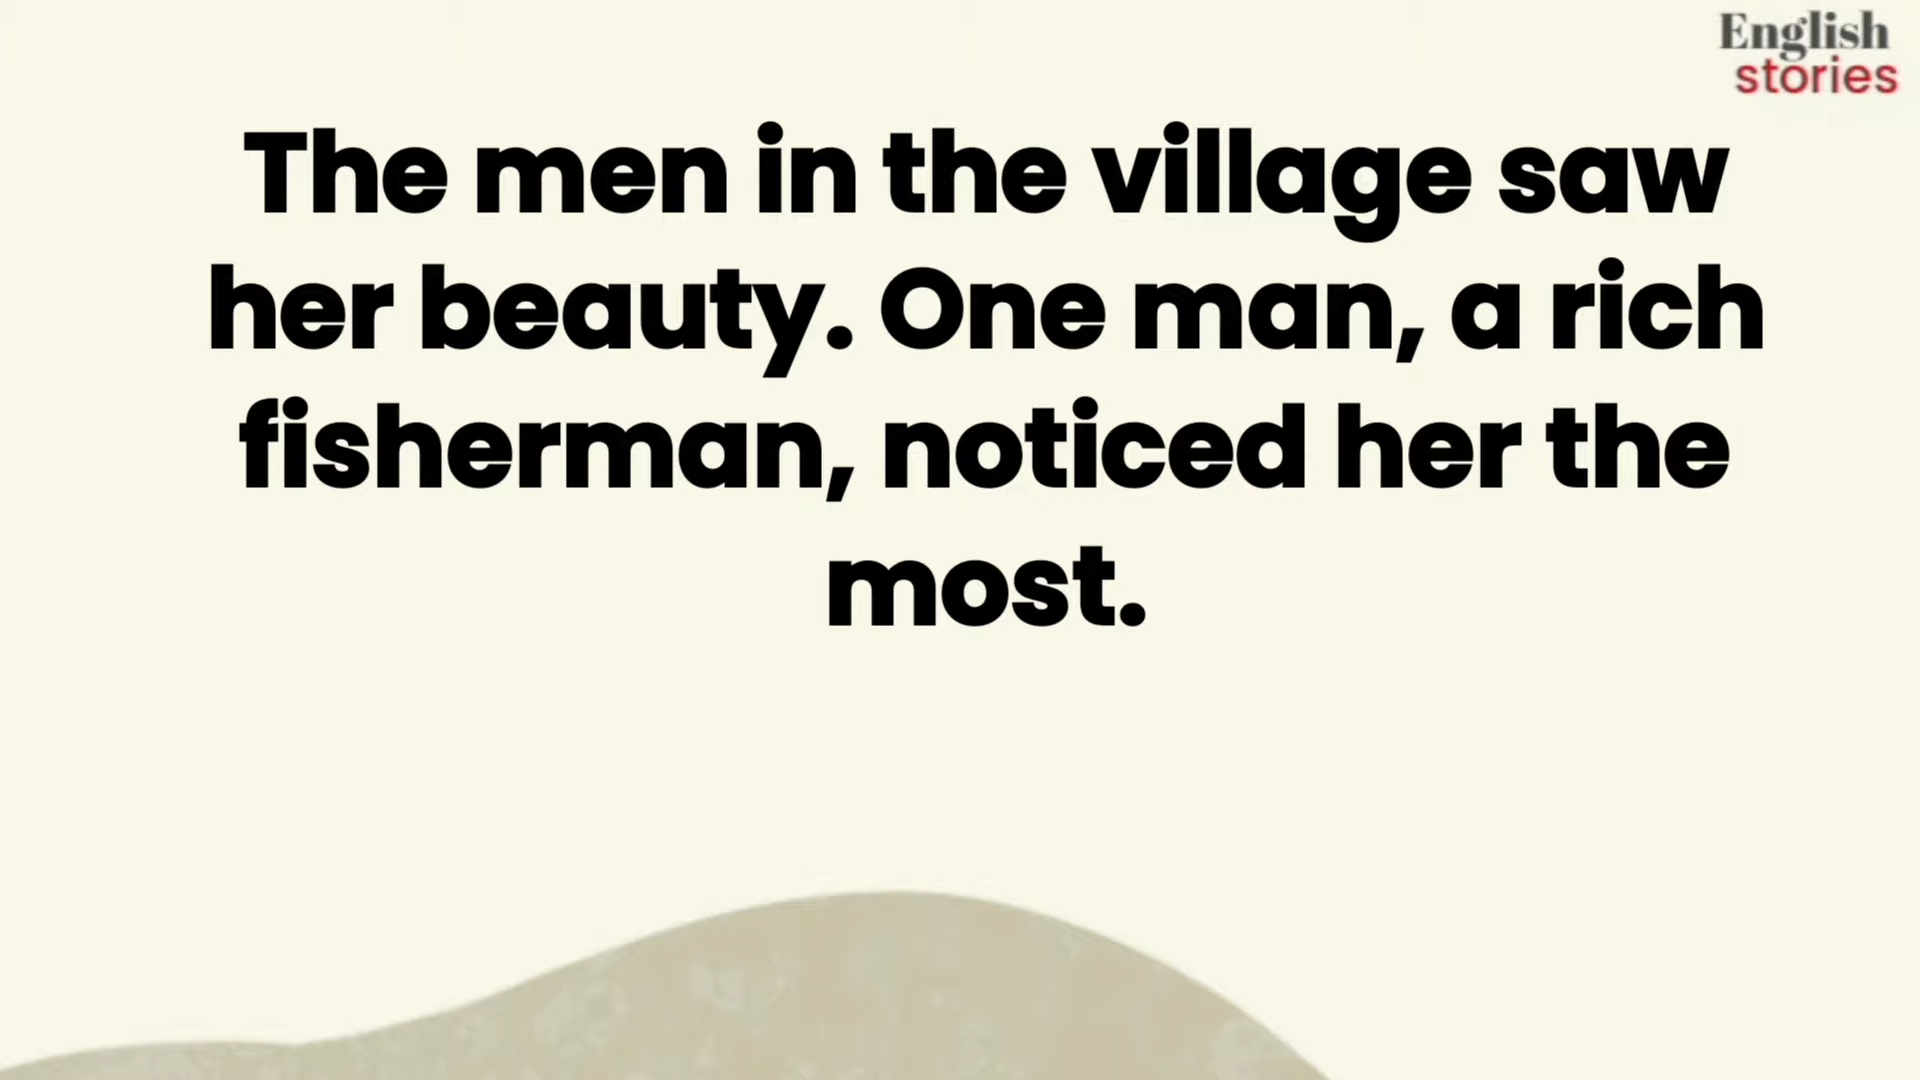 English
stories
The men in the village saw
her beauty. One man, a rich
fisherman, noticed her the
most.